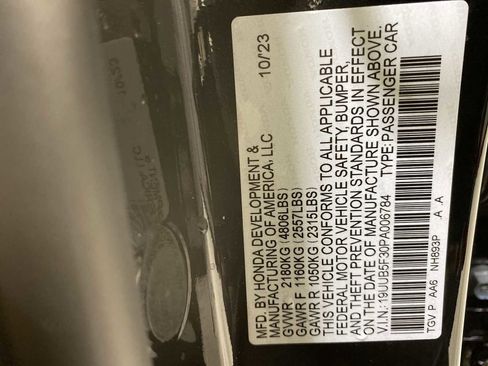 MFD. BY HONDA DEVELOPMENT &
MANUFACTURING OF AMERICA, LLC 10/23
GVWR 2180KG (4806LBS)
GAWR F 1160KG (2557LBS)
GAWR R 1050KG (2315LBS)
THIS VEHICLE CONFORMS TO ALL APPLICABLE
FEDERAL MOTOR VEHICLE SAFETY, BUMPER,
AND THEFT PREVENTION STANDARDS IN EFFECT
ON THE DATE OF MANUFACTURE SHOWN ABOVE.
V.I.N.: 19UUB5F30PA006784 TYPE: PASSENGER CAR
TGV P AA6 NH893P A A